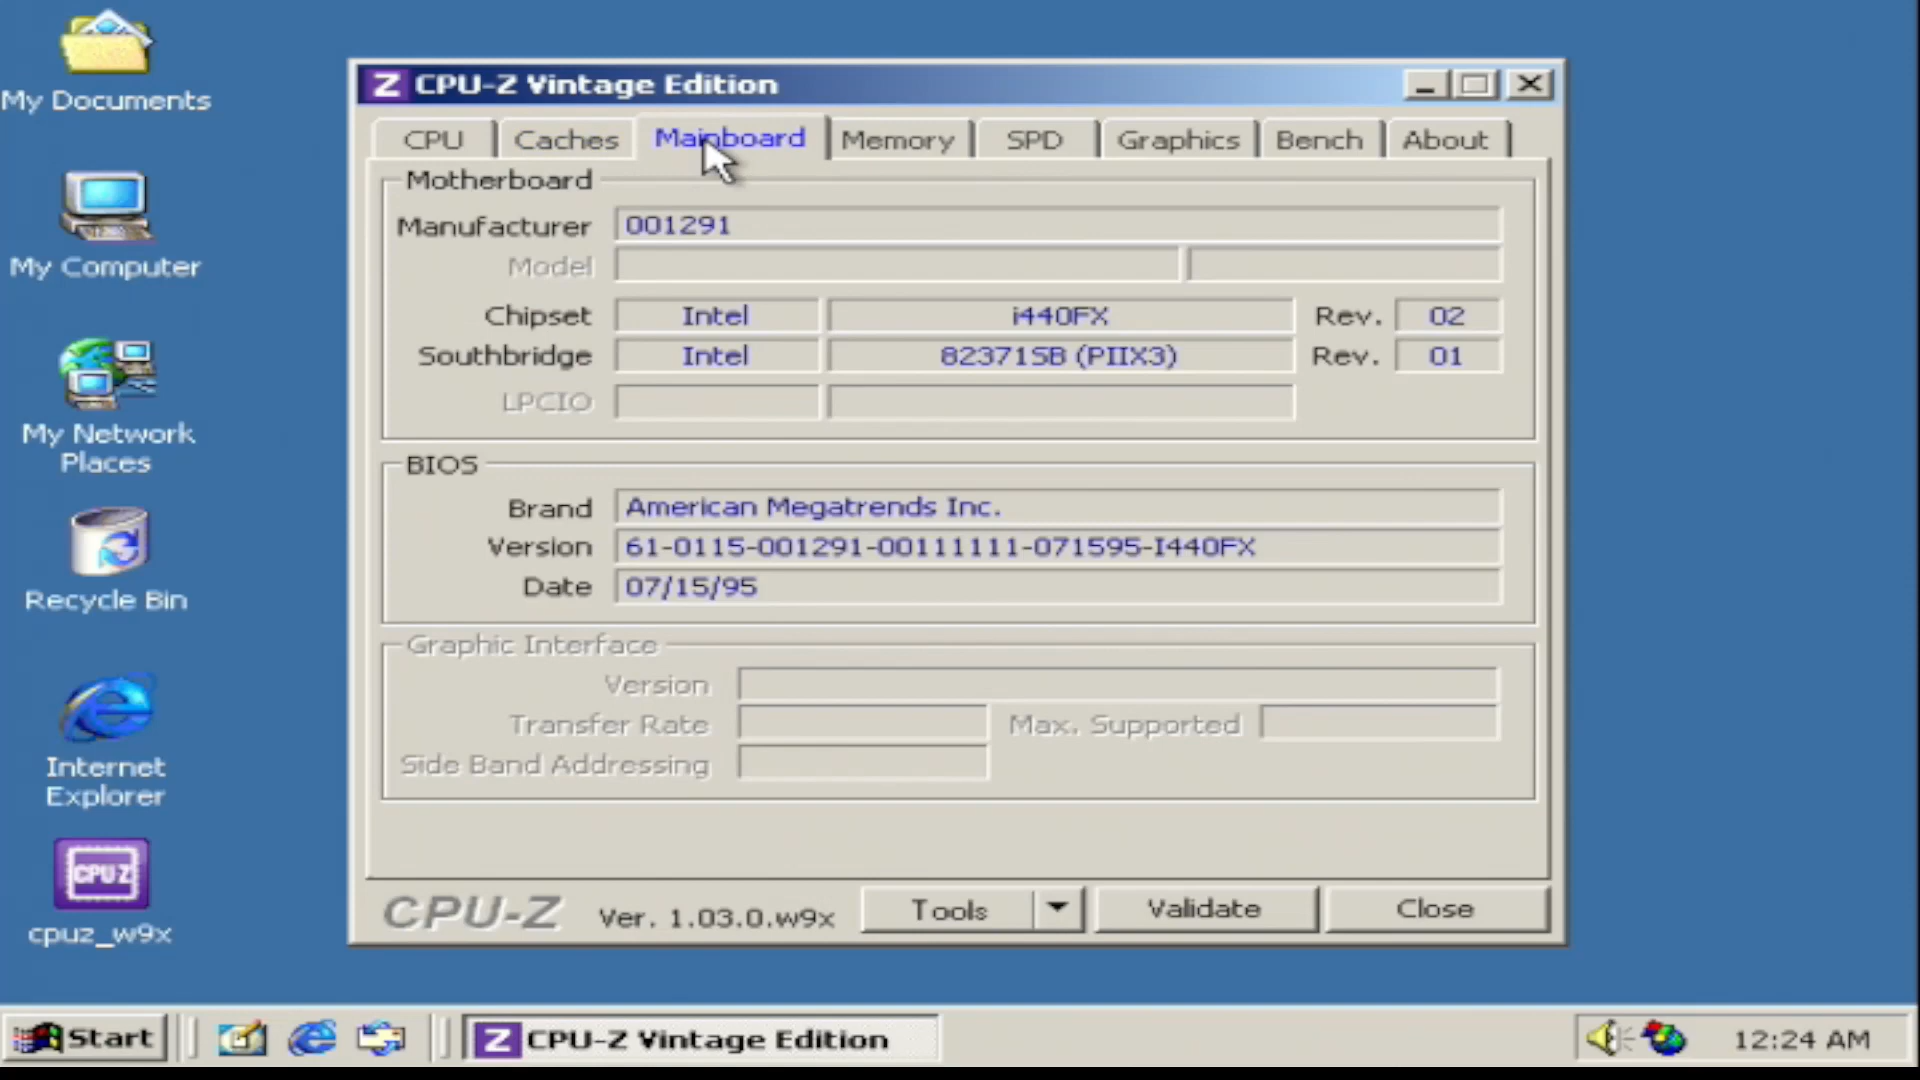 My Documents
My Computer
My Network
Places
Recycle Bin
Internet
Explorer
CPU-Z
cpuz_w9x
CPU-Z Vintage Edition
CPU Caches Mainboard Memory SPD Graphics Bench About
Motherboard
Manufacturer 001291
Model
Chipset Intel i440FX Rev. 02
Southbridge Intel 82371SB (PIIX3) Rev. 01
LPCIO
BIOS
Brand American Megatrends Inc.
Version 61-0115-001291-00111111-071595-I440FX
Date 07/15/95
Graphic Interface
Version
Transfer Rate Max. Supported
Side Band Addressing
CPU-Z Ver. 1.03.0.w9x Tools Validate Close
Start CPU-Z Vintage Edition 12:24 AM